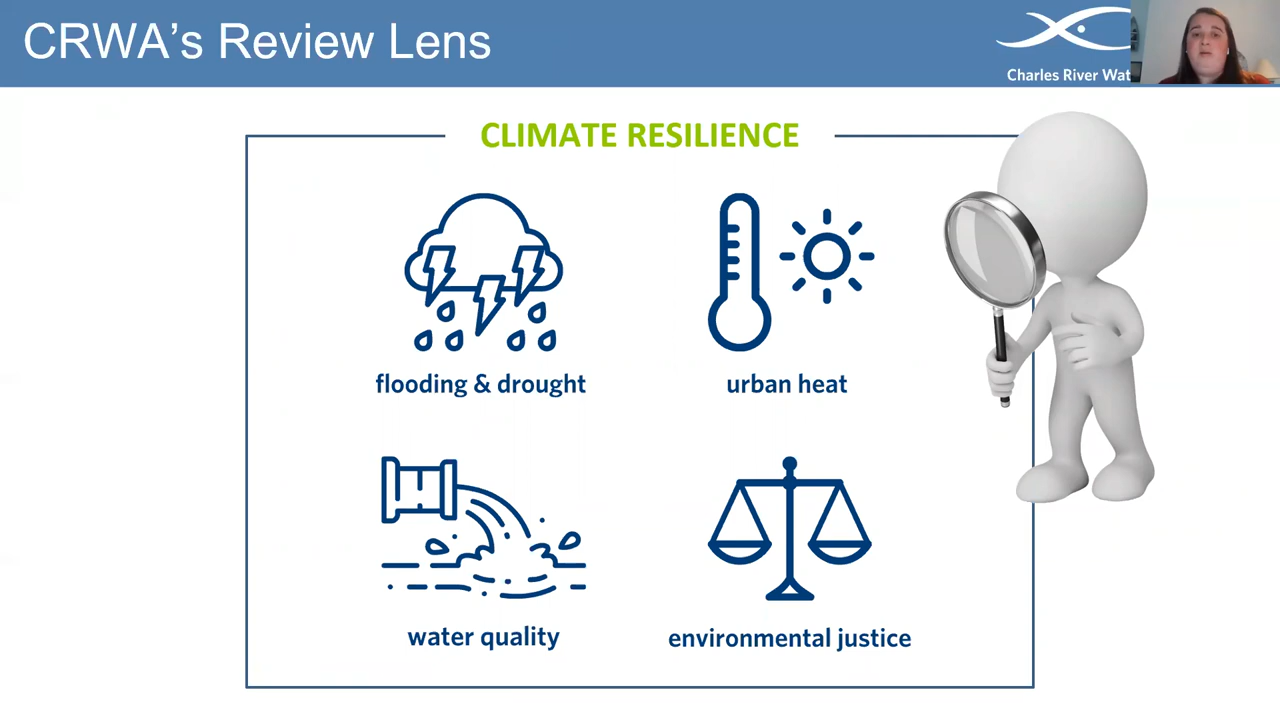 CRWA's Review Lens
Charles River Wat
CLIMATE RESILIENCE
flooding & drought
urban heat
water quality
environmental justice